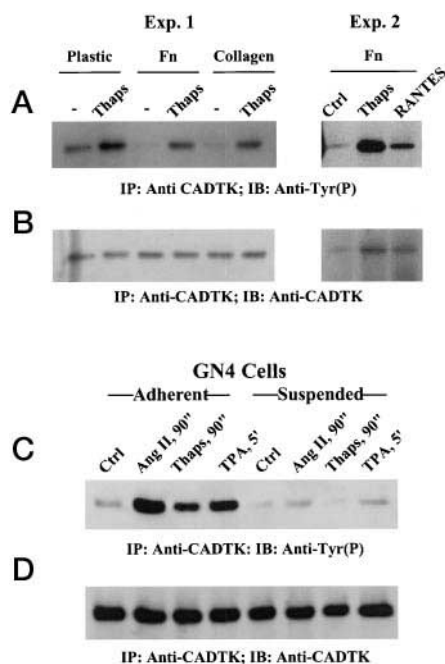 Exp. 1 Exp. 2
Plastic Fn Collagen Fn
- Thaps - Thaps - Thaps Ctrl Thaps RANTES
A
IP: Anti CADTK; IB: Anti-Tyr(P)
B
IP: Anti-CADTK; IB: Anti-CADTK
GN4 Cells
Adherent Suspended
C
Ctrl Ang II, 90" Thaps, 90" TPA, 5' Ctrl Ang II, 90" Thaps, 90" TPA, 5'
IP: Anti-CADTK: IB: Anti-Tyr(P)
D
IP: Anti-CADTK; IB: Anti-CADTK